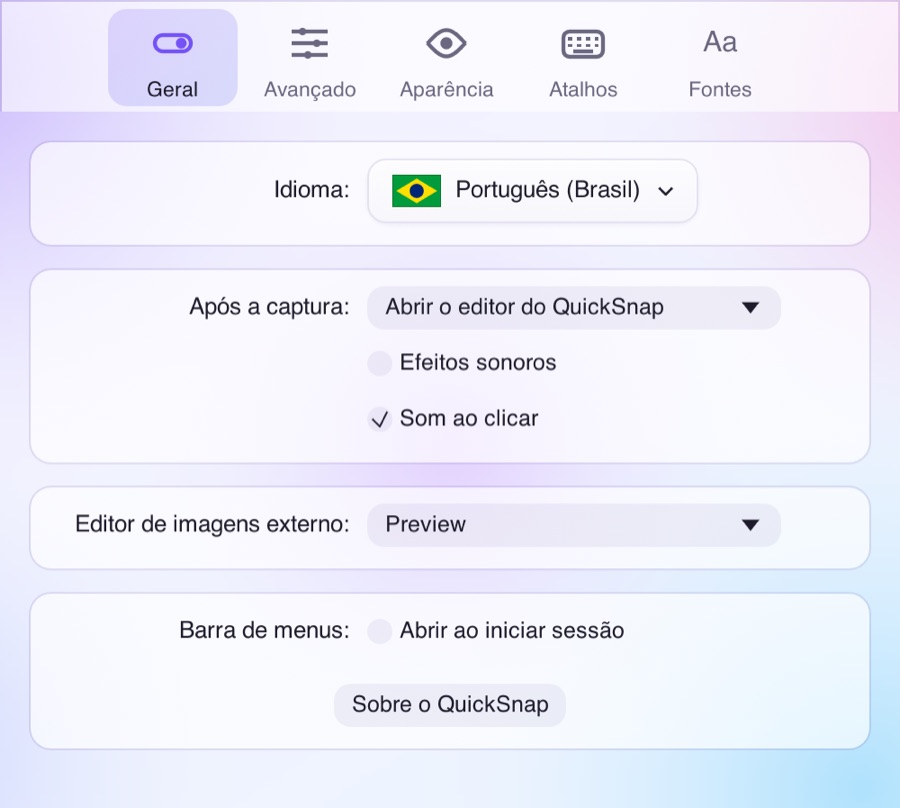 Geral
Avançado
Aparência
Atalhos
Aa
Fontes
Idioma: Português (Brasil)
Após a captura: Abrir o editor do QuickSnap
Efeitos sonoros
Som ao clicar
Editor de imagens externo: Preview
Barra de menus: Abrir ao iniciar sessão
Sobre o QuickSnap